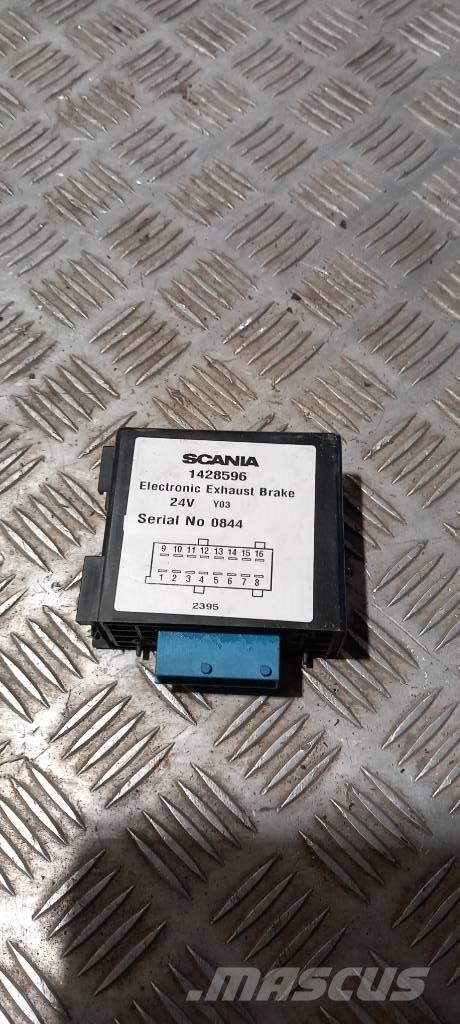 SCANIA
1428596
Electronic Exhaust Brake
24V Y03
Serial No 0844
9 10 11 12 13 14 15 16
1 2 3 4 5 6 7 8
2395
MASCUS